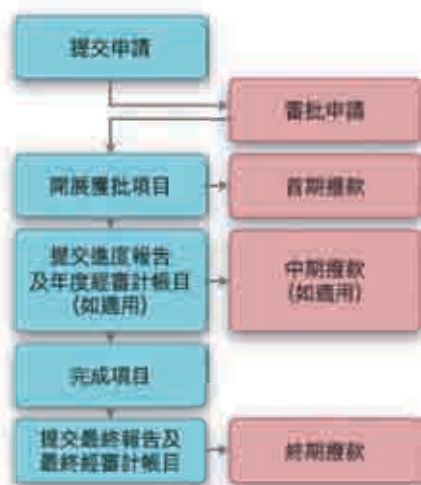 提交申請
審批申請
開展獲批項目
首期撥款
提交進度報告
及年度經審計帳目
(如適用)
中期撥款
(如適用)
完成項目
提交最終報告及
最終經審計帳目
終期撥款